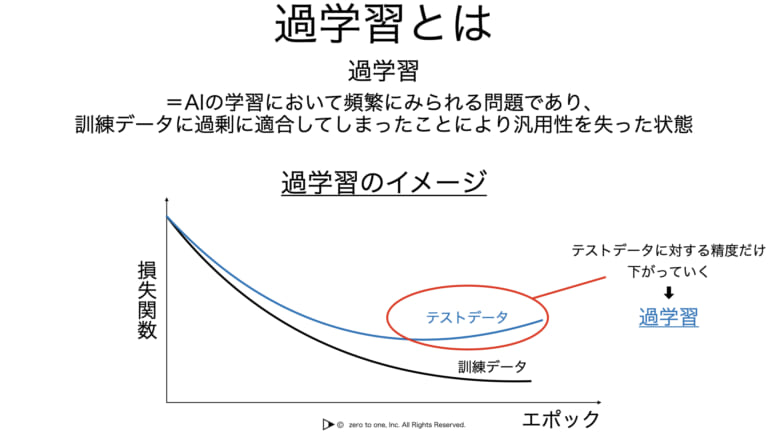 過学習とは
過学習
＝AIの学習において頻繁にみられる問題であり、
訓練データに過剰に適合してしまったことにより汎用性を失った状態
過学習のイメージ
損失関数
テストデータ
訓練データ
エポック
テストデータに対する精度だけ
下がっていく
過学習
© zero to one, Inc. All Rights Reserved.